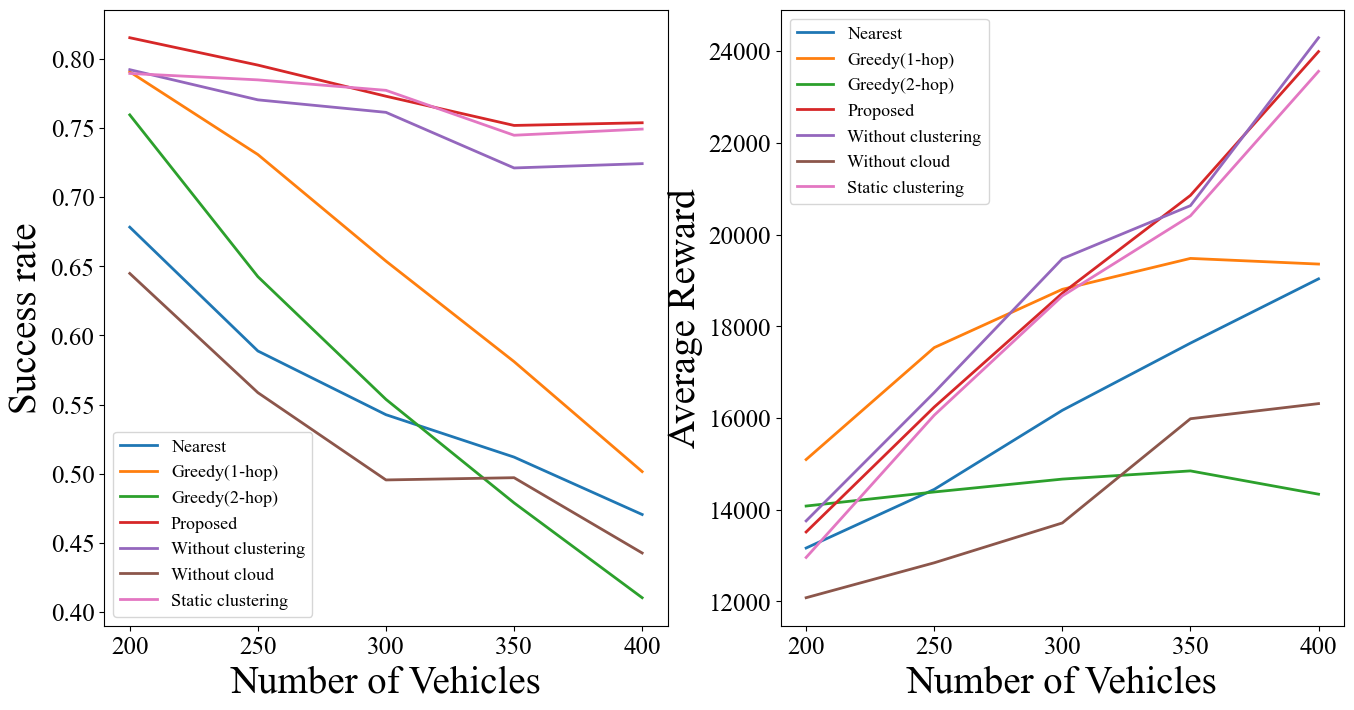 Success rate
0.80
0.75
0.70
0.65
0.60
0.55
0.50
0.45
0.40
Nearest
Greedy(1-hop)
Greedy(2-hop)
Proposed
Without clustering
Without cloud
Static clustering
200 250 300 350 400
Number of Vehicles
Average Reward
24000
22000
20000
18000
16000
14000
12000
Nearest
Greedy(1-hop)
Greedy(2-hop)
Proposed
Without clustering
Without cloud
Static clustering
200 250 300 350 400
Number of Vehicles